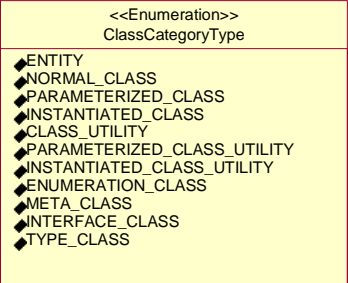 <<Enumeration>>
ClassCategoryType
ENTITY
NORMAL_CLASS
PARAMETERIZED_CLASS
INSTANTIATED_CLASS
CLASS_UTILITY
PARAMETERIZED_CLASS_UTILITY
INSTANTIATED_CLASS_UTILITY
ENUMERATION_CLASS
META_CLASS
INTERFACE_CLASS
TYPE_CLASS